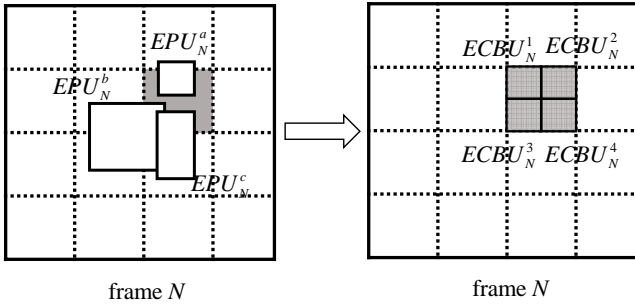 EPU_N^a
EPU_N^b
EPU_N^c
frame N
ECBU_N^1 ECBU_N^2
ECBU_N^3 ECBU_N^4
frame N